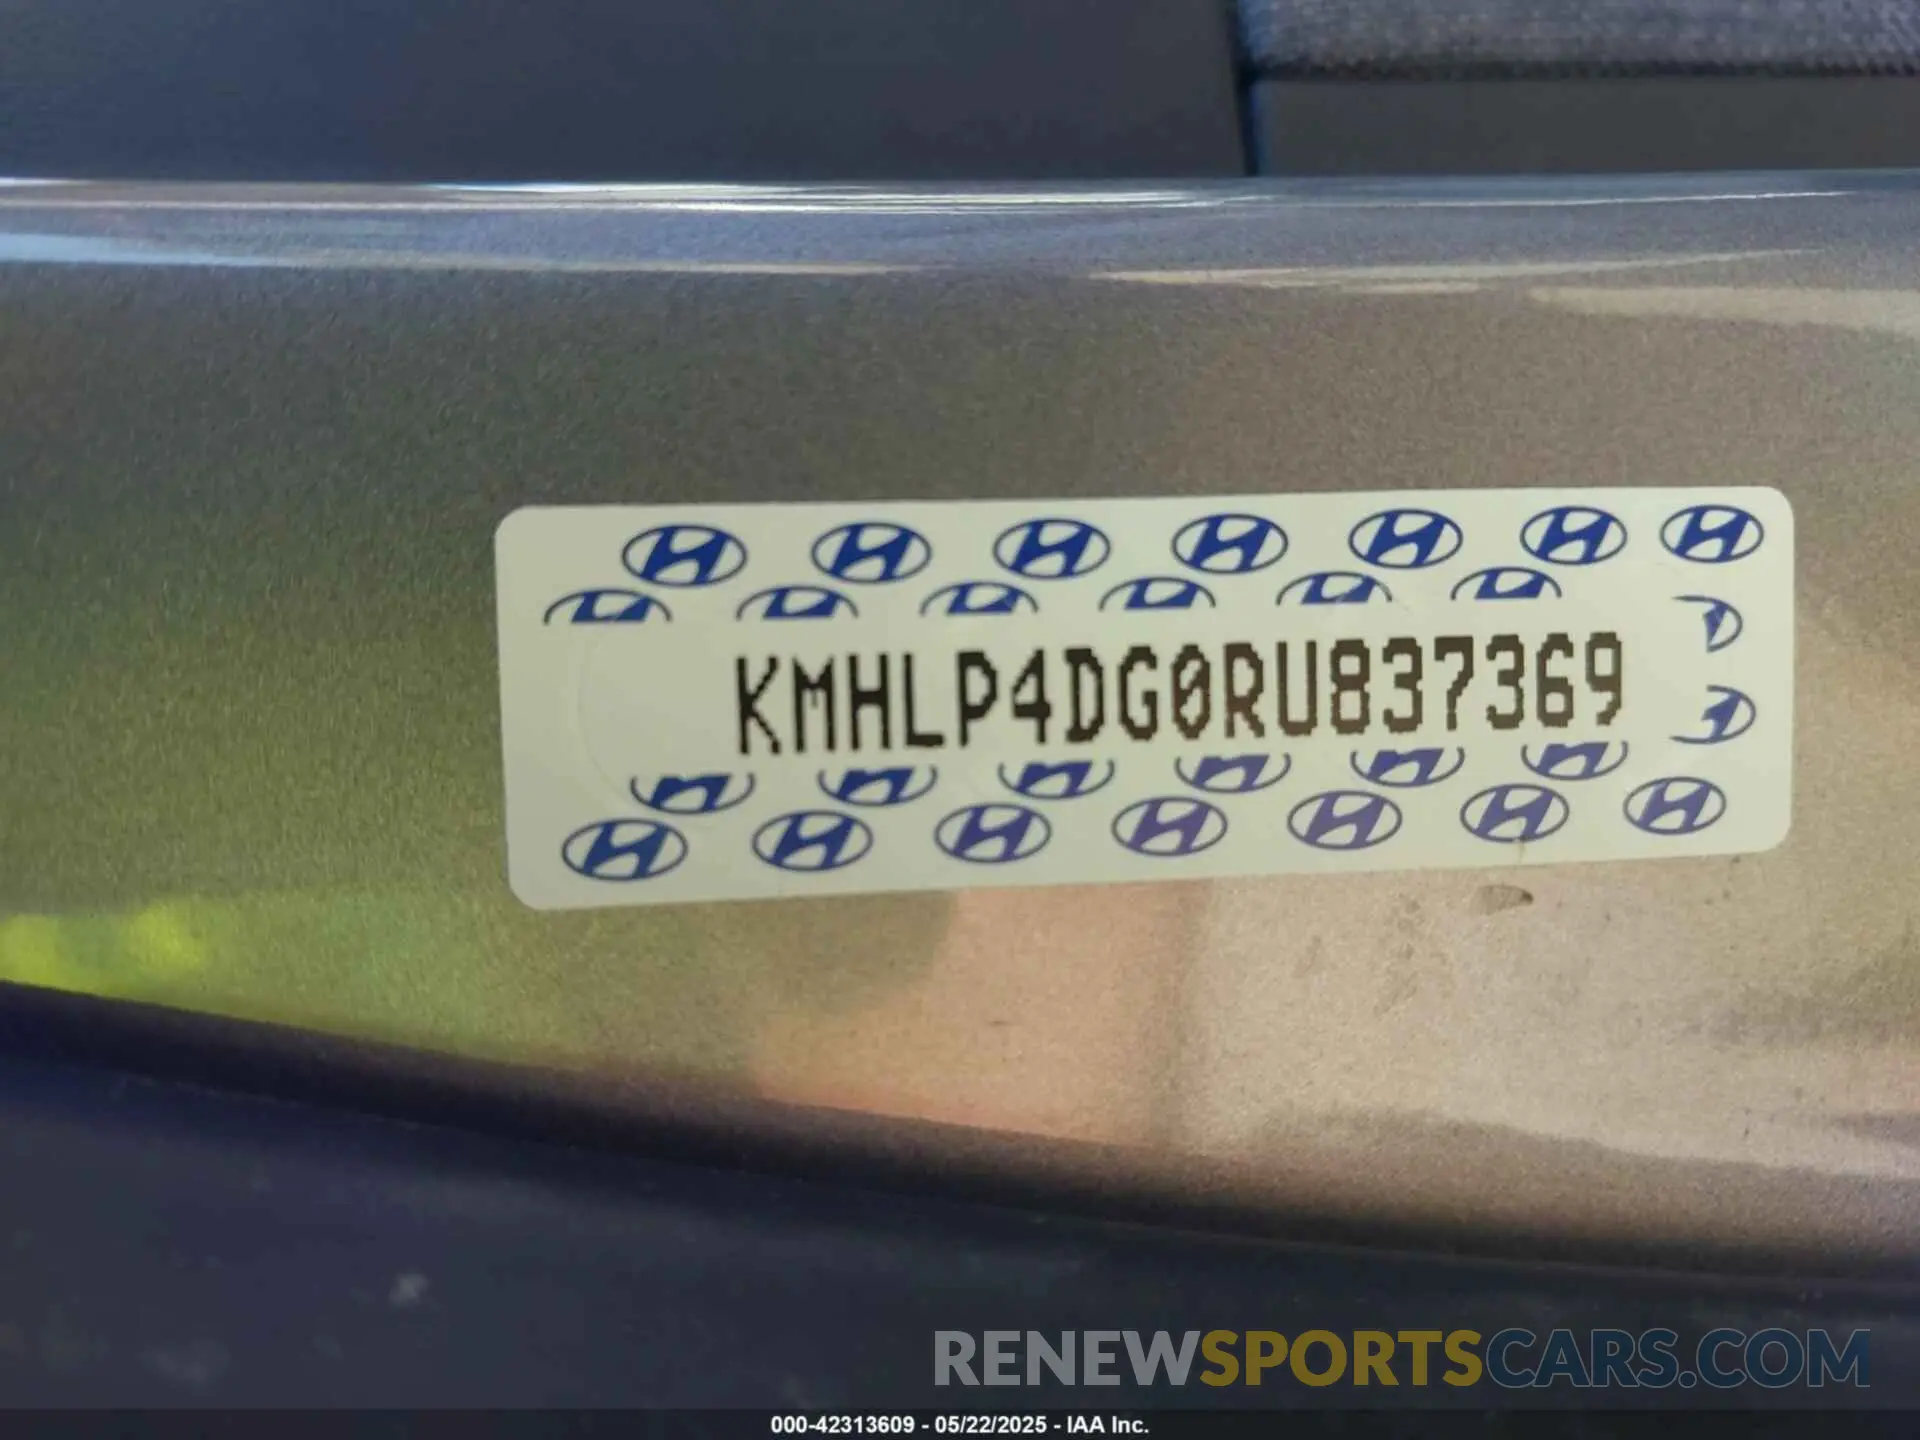 KMHLP4DG0RU837369
RENEWSPORTSCARS.COM
000-42313609 - 05/22/2025 - IAA Inc.